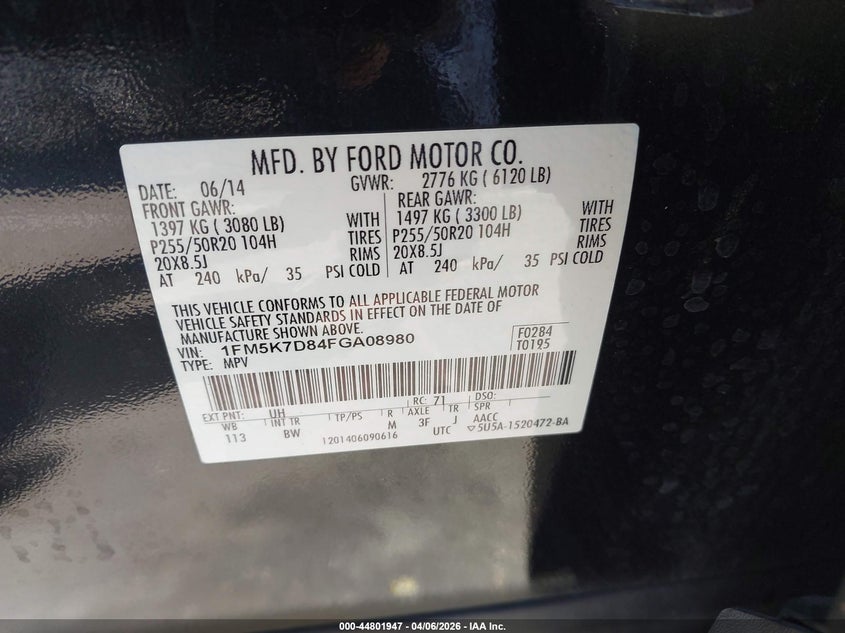 MFD. BY FORD MOTOR CO.
DATE: 06/14 GVWR: 2776 KG ( 6120 LB)
FRONT GAWR: REAR GAWR:
1397 KG ( 3080 LB) WITH 1497 KG ( 3300 LB) WITH
P255/50R20 104H TIRES P255/50R20 104H TIRES
20X8.5J RIMS 20X8.5J RIMS
AT 240 kPa/ 35 PSI COLD AT 240 kPa/ 35 PSI COLD
THIS VEHICLE CONFORMS TO ALL APPLICABLE FEDERAL MOTOR
VEHICLE SAFETY STANDARDS IN EFFECT ON THE DATE OF
MANUFACTURE SHOWN ABOVE.
VIN: 1FM5K7D84FGA08980 F0284
TYPE: MPV T0195
EXT PNT: UH RC: 71 DSO:
WB INT TR TP/PS R AXLE TR SPR
113 BW M 3F J AACC
1201406090616 UTC ▽5U5A-1520472-BA
000-44801947 - 04/06/2026 - IAA Inc.